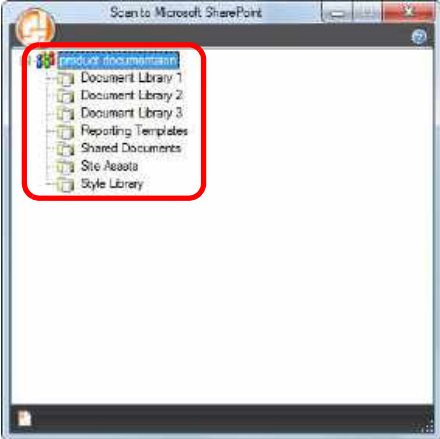 Scan to Microsoft SharePoint
product documentaion
Document Library 1
Document Library 2
Document Library 3
Reporting Templates
Shared Documents
Site Assets
Style Library